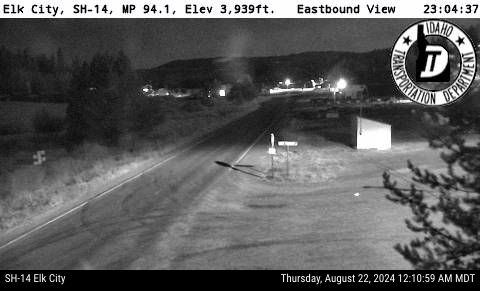 Elk City, SH-14, MP 94.1, Elev 3,939ft. Eastbound View 23:04:37
IDAHO
TRANSPORTATION DEPARTMENT
SH-14 Elk City Thursday, August 22, 2024 12:10:59 AM MDT